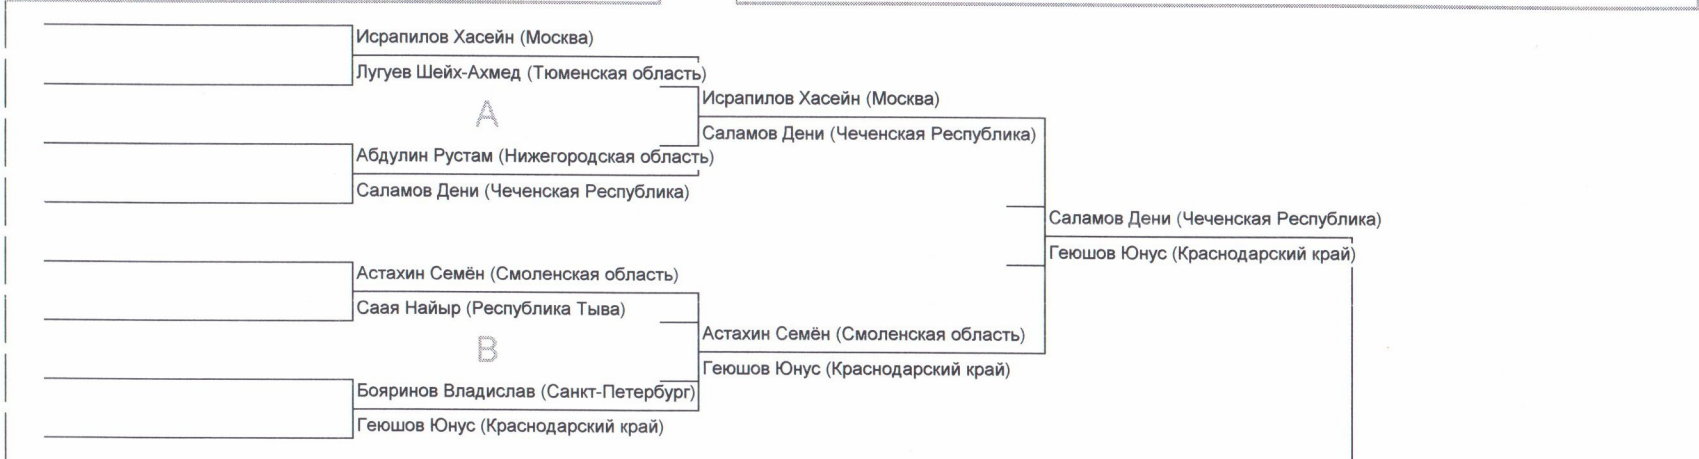 Исрапилов Хасейн (Москва)
Лугуев Шейх-Ахмед (Тюменская область)
A
Абдулин Рустам (Нижегородская область)
Саламов Дени (Чеченская Республика)
Астахин Семён (Смоленская область)
Саая Найыр (Республика Тыва)
B
Бояринов Владислав (Санкт-Петербург)
Геюшов Юнус (Краснодарский край)
Исрапилов Хасейн (Москва)
Саламов Дени (Чеченская Республика)
Астахин Семён (Смоленская область)
Геюшов Юнус (Краснодарский край)
Саламов Дени (Чеченская Республика)
Геюшов Юнус (Краснодарский край)